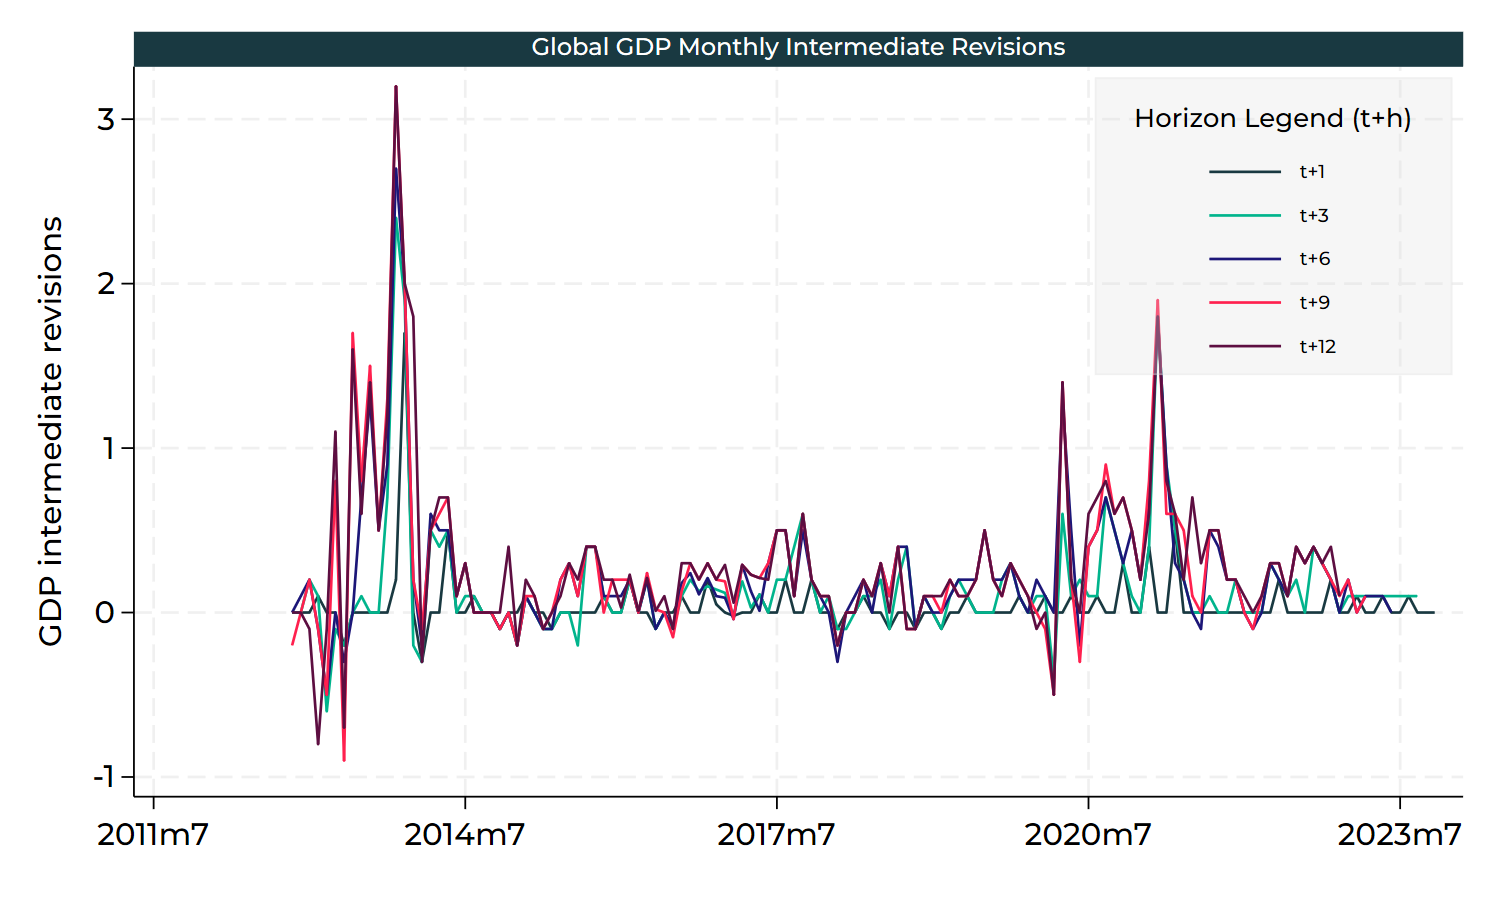 Global GDP Monthly Intermediate Revisions
GDP intermediate revisions
3
2
1
0
-1
2011m7
2014m7
2017m7
2020m7
2023m7
Horizon Legend (t+h)
t+1
t+3
t+6
t+9
t+12